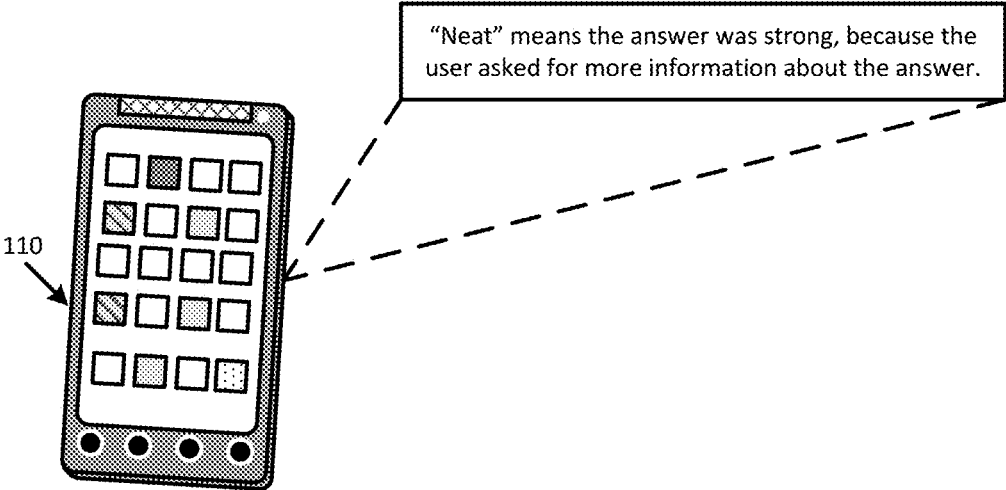 “Neat” means the answer was strong, because the
user asked for more information about the answer.
110